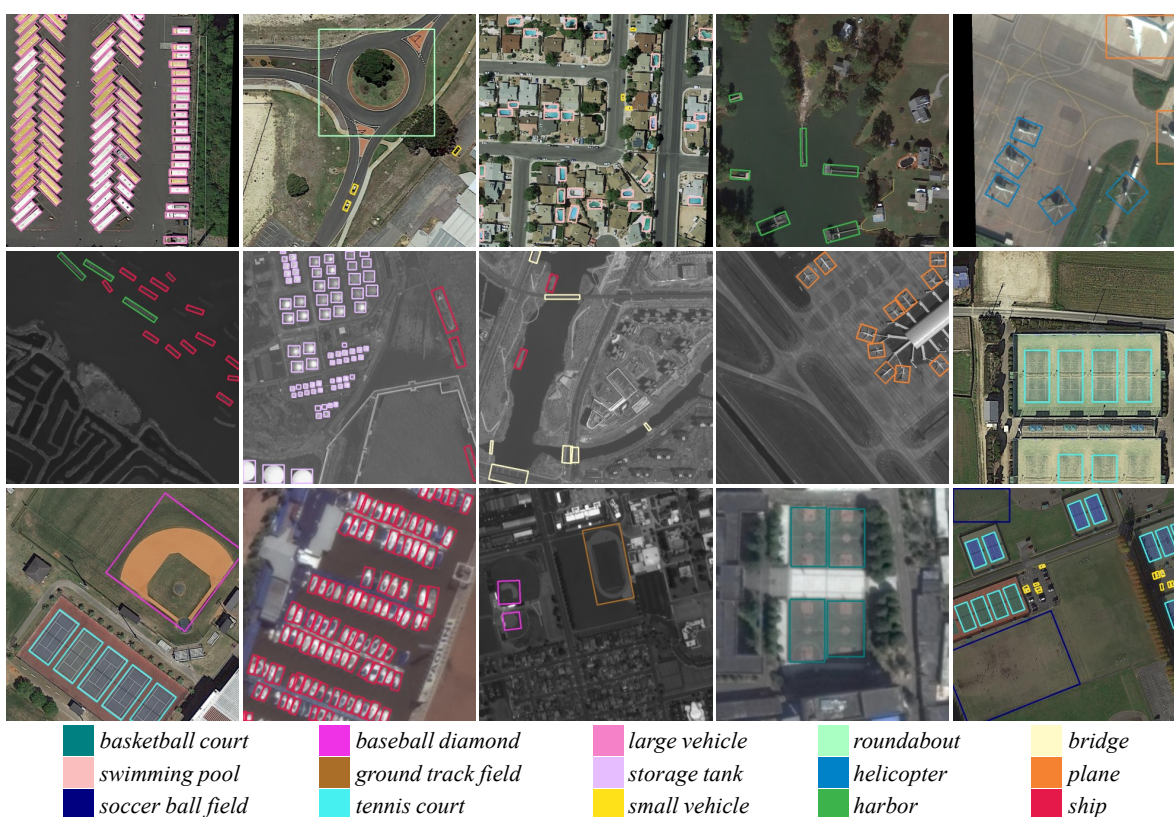 basketball court baseball diamond large vehicle roundabout bridge
swimming pool ground track field storage tank helicopter plane
soccer ball field tennis court small vehicle harbor ship